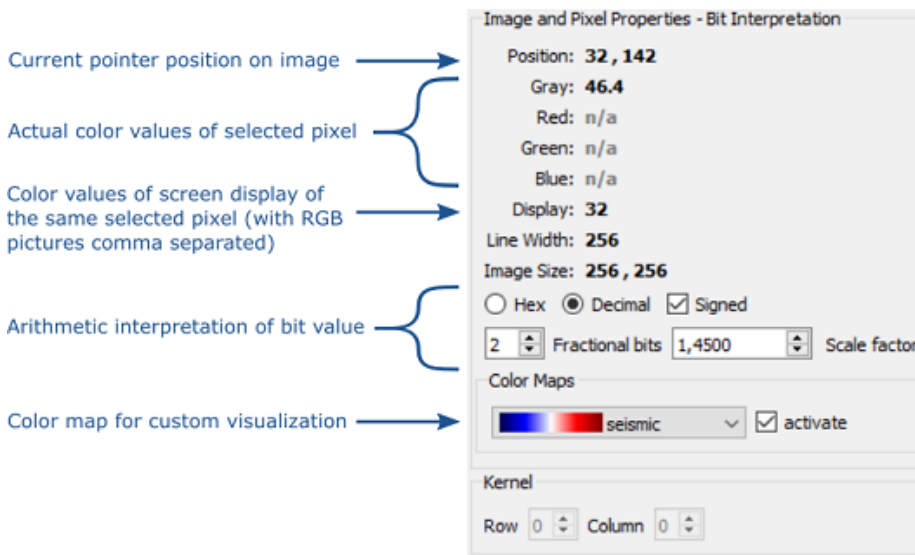 Image and Pixel Properties - Bit Interpretation
Current pointer position on image
Position: 32 , 142
Gray: 46.4
Actual color values of selected pixel
Red: n/a
Green: n/a
Blue: n/a
Color values of screen display of
the same selected pixel (with RGB
pictures comma separated)
Display: 32
Line Width: 256
Image Size: 256 , 256
Hex Decimal Signed
Arithmetic interpretation of bit value
2 Fractional bits 1,4500 Scale factor
Color Maps
Color map for custom visualization
seismic activate
Kernel
Row 0 Column 0